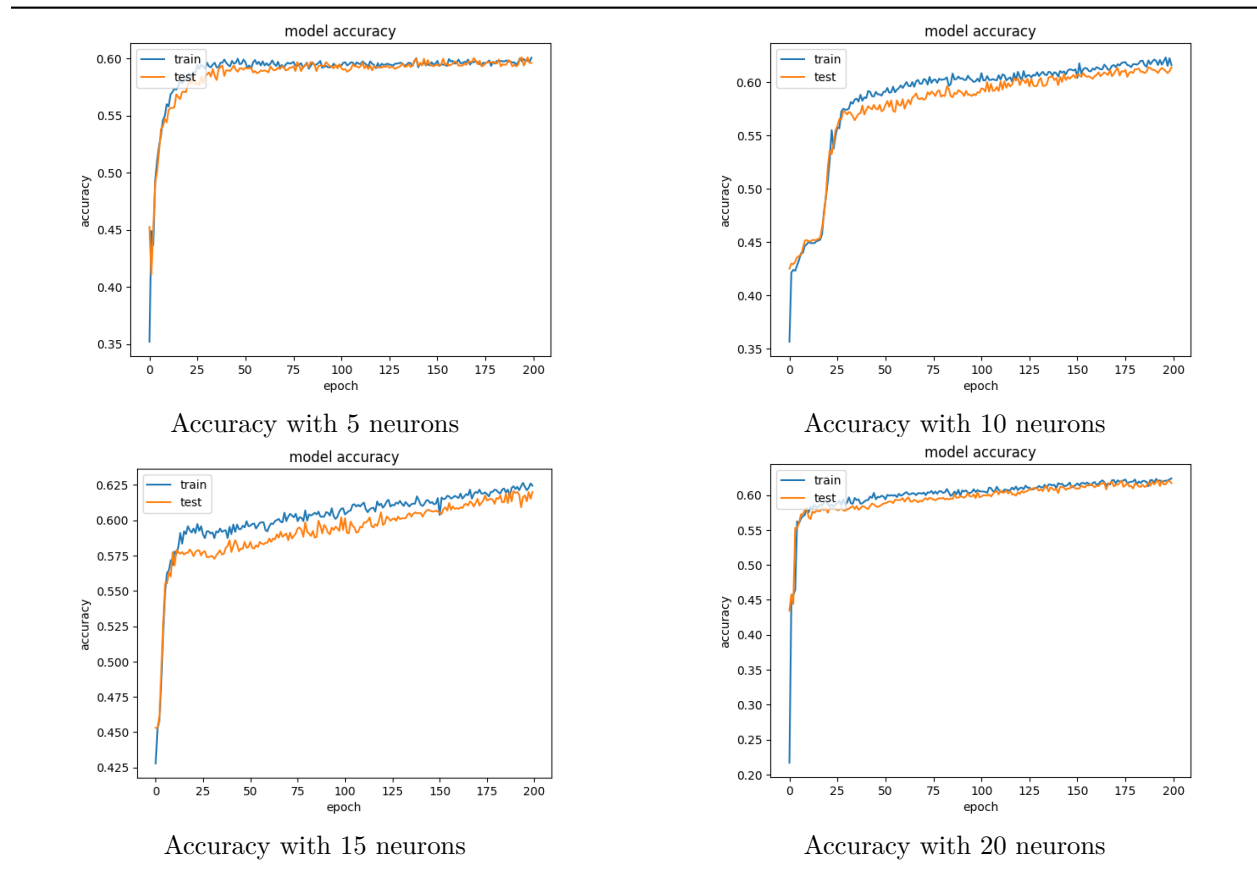 model accuracy
train
test
0.60
0.55
0.50
0.45
0.40
0.35
accuracy
0 25 50 75 100 125 150 175 200
epoch
Accuracy with 5 neurons
model accuracy
train
test
0.60
0.55
0.50
0.45
0.40
0.35
accuracy
0 25 50 75 100 125 150 175 200
epoch
Accuracy with 10 neurons
model accuracy
train
test
0.625
0.600
0.575
0.550
0.525
0.500
0.475
0.450
0.425
accuracy
0 25 50 75 100 125 150 175 200
epoch
Accuracy with 15 neurons
model accuracy
train
test
0.60
0.55
0.50
0.45
0.40
0.35
0.30
0.25
0.20
accuracy
0 25 50 75 100 125 150 175 200
epoch
Accuracy with 20 neurons